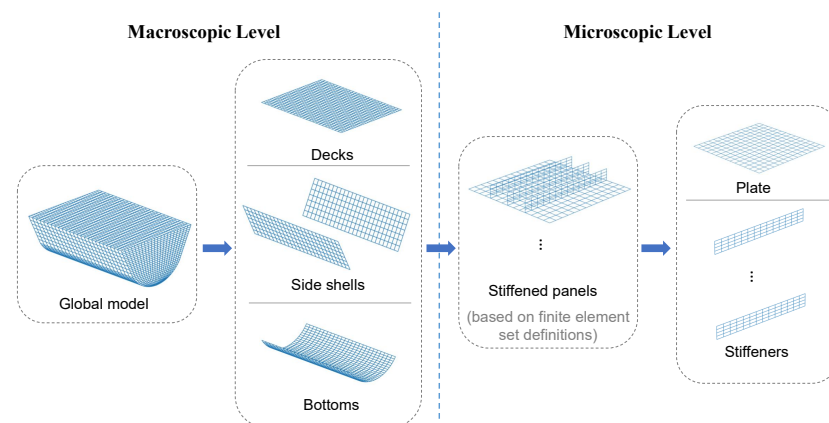 Macroscopic Level
Microscopic Level
Global model
Decks
Side shells
Bottoms
Stiffened panels
(based on finite element
set definitions)
Plate
Stiffeners